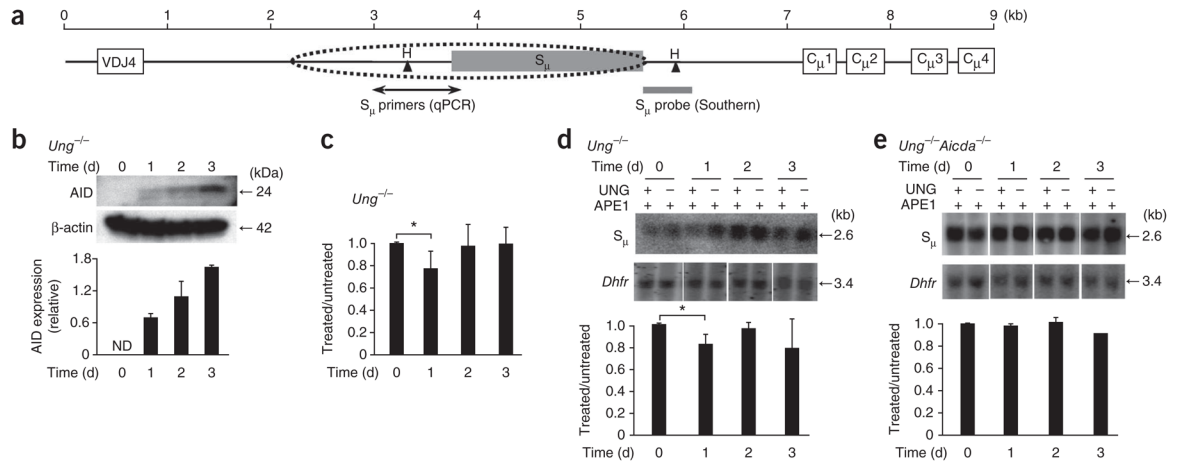 a
0 1 2 3 4 5 6 7 8 9 (kb)
VDJ4 H Sμ H Cμ1 Cμ2 Cμ3 Cμ4
Sμ primers (qPCR) Sμ probe (Southern)
b
Ung–/–
Time (d) 0 1 2 3 (kDa)
AID ←24
β-actin ←42
AID expression
(relative)
1.8
1.2
0.6
0
ND
Time (d) 0 1 2 3
c
Ung–/–
Treated/untreated
1.0
0.8
0.6
0.4
0.2
0
*
Time (d) 0 1 2 3
d
Ung–/–
Time (d) 0 1 2 3
UNG + – + – + – + –
APE1 + + + + + + + +
(kb)
Sμ ←2.6
Dhfr ←3.4
Treated/untreated
1.0
0.8
0.6
0.4
0.2
0
*
Time (d) 0 1 2 3
e
Ung–/–Aicda–/–
Time (d) 0 1 2 3
UNG + – + – + – + –
APE1 + + + + + + + +
(kb)
Sμ ←2.6
Dhfr ←3.4
Treated/untreated
1.0
0.8
0.6
0.4
0.2
0
Time (d) 0 1 2 3